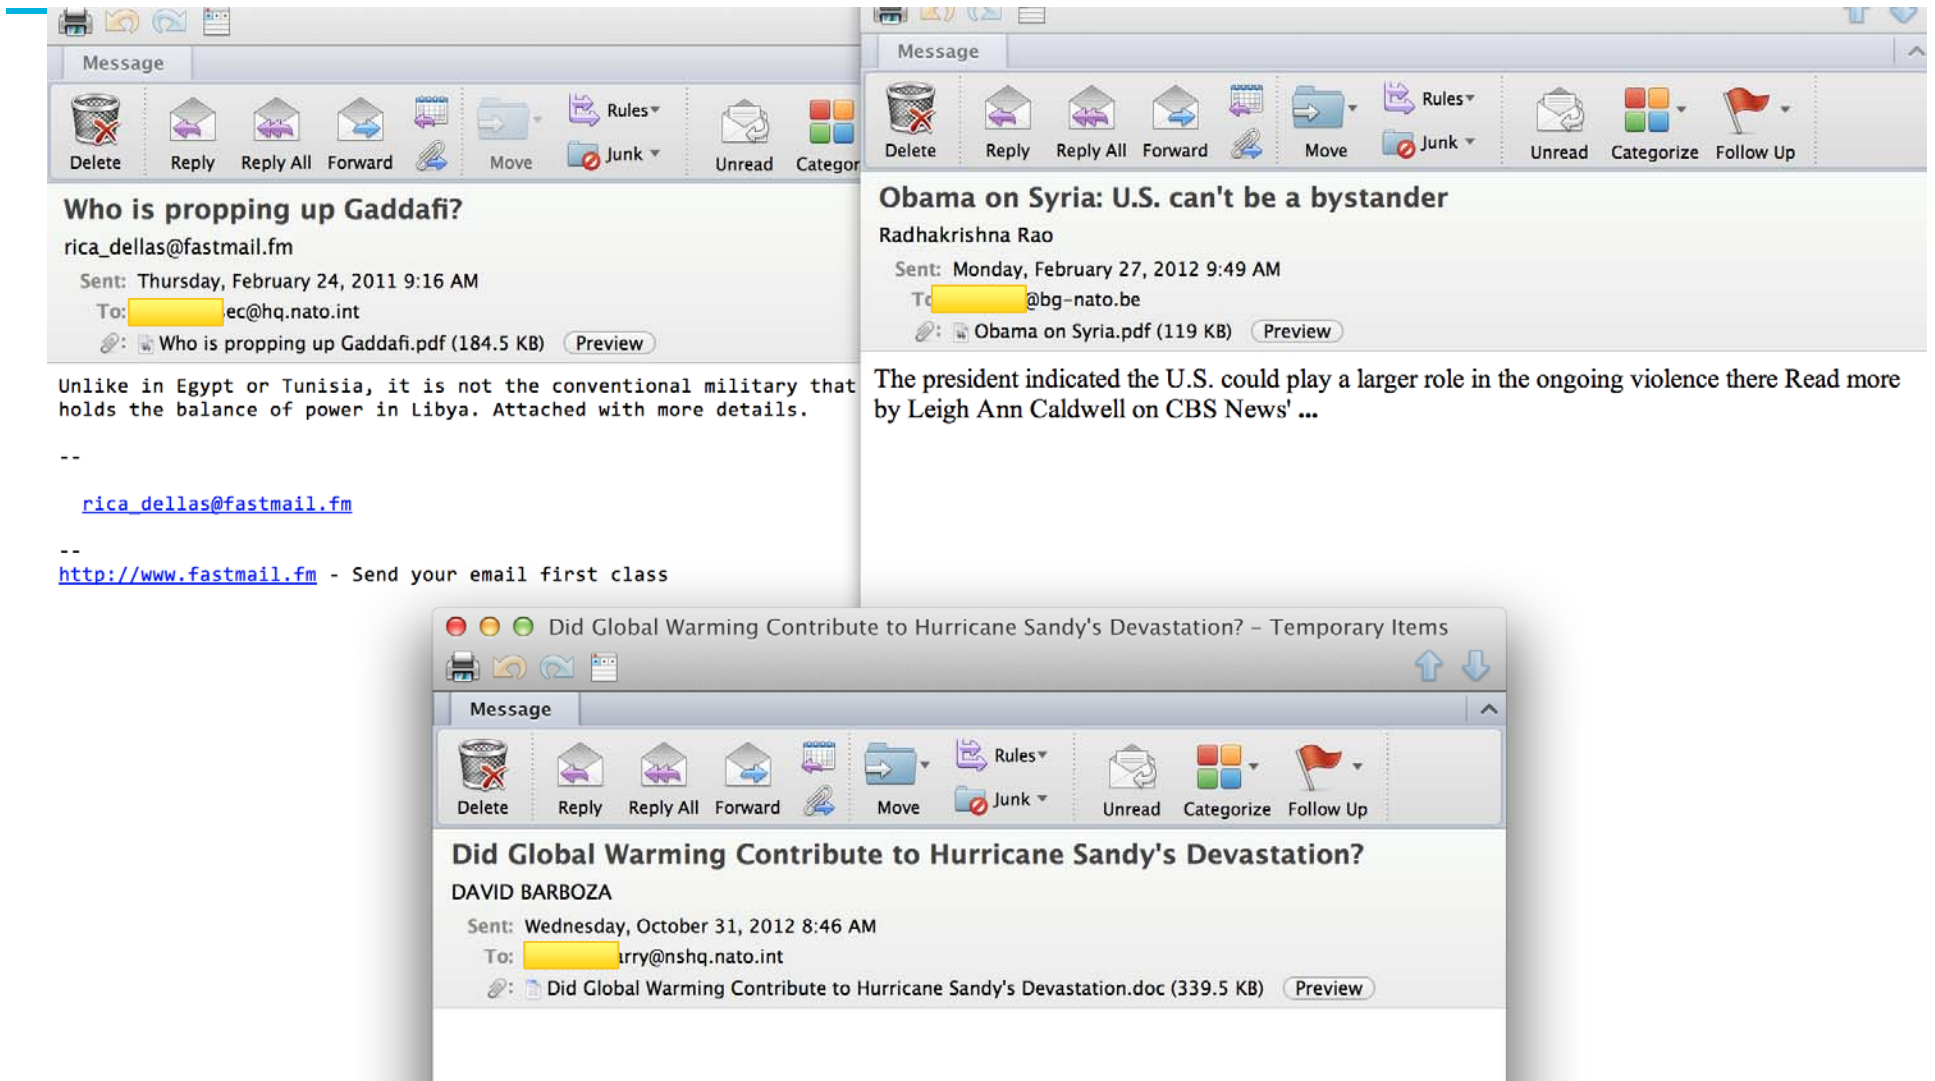 Message
Delete
Reply
Reply All
Forward
Move
Rules
Junk
Unread
Categor
Who is propping up Gaddafi?
rica_dellas@fastmail.fm
Sent: Thursday, February 24, 2011 9:16 AM
To: ec@hq.nato.int
Who is propping up Gaddafi.pdf (184.5 KB) Preview
Unlike in Egypt or Tunisia, it is not the conventional military that
holds the balance of power in Libya. Attached with more details.
--
rica_dellas@fastmail.fm
--
http://www.fastmail.fm - Send your email first class
Message
Delete
Reply
Reply All
Forward
Move
Rules
Junk
Unread
Categorize
Follow Up
Obama on Syria: U.S. can't be a bystander
Radhakrishna Rao
Sent: Monday, February 27, 2012 9:49 AM
To @bg-nato.be
Obama on Syria.pdf (119 KB) Preview
The president indicated the U.S. could play a larger role in the ongoing violence there Read more
by Leigh Ann Caldwell on CBS News' ...
Did Global Warming Contribute to Hurricane Sandy's Devastation? – Temporary Items
Message
Delete
Reply
Reply All
Forward
Move
Rules
Junk
Unread
Categorize
Follow Up
Did Global Warming Contribute to Hurricane Sandy's Devastation?
DAVID BARBOZA
Sent: Wednesday, October 31, 2012 8:46 AM
To: arry@nshq.nato.int
Did Global Warming Contribute to Hurricane Sandy's Devastation.doc (339.5 KB) Preview